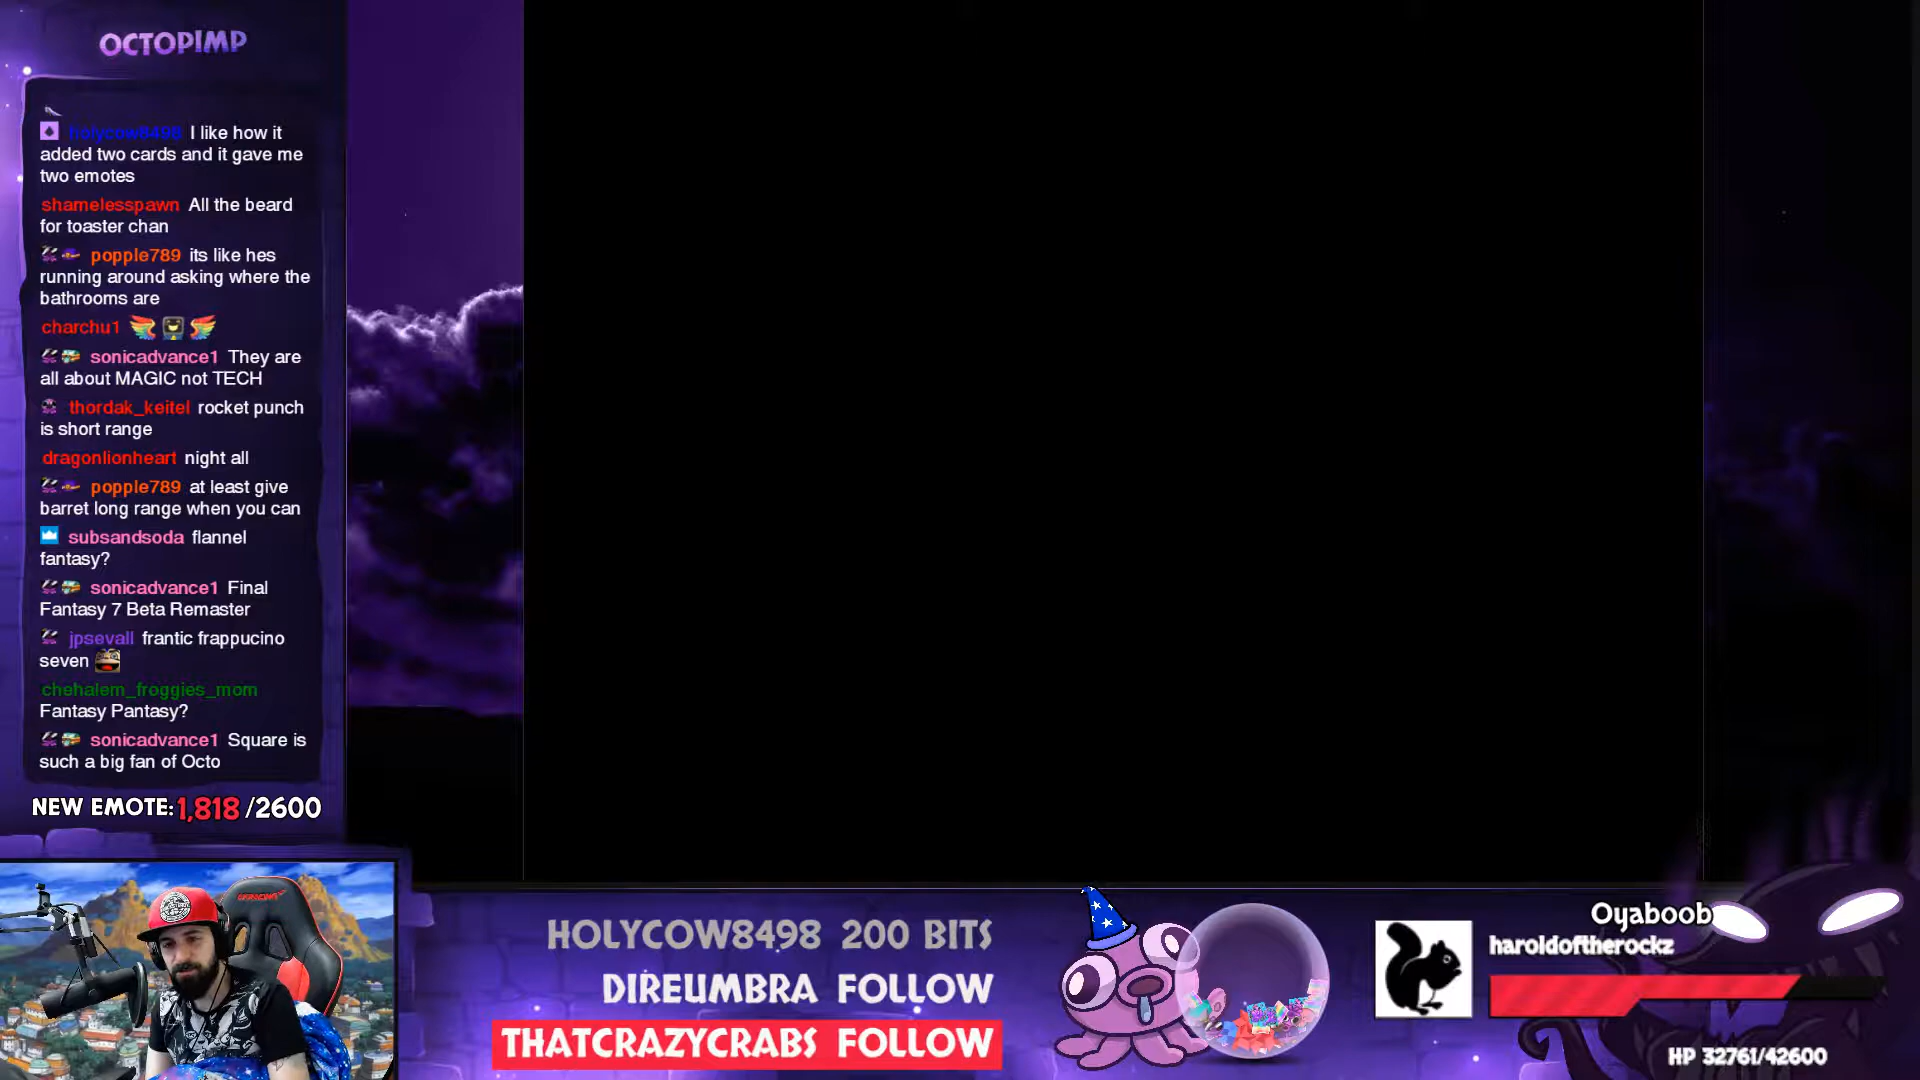 OCTOPIMP
holycow8498 I like how it
added two cards and it gave me
two emotes
shamelesspawn All the beard
for toaster chan
popple789 its like hes
running around asking where the
bathrooms are
charchu1
sonicadvance1 They are
all about MAGIC not TECH
thordak_keitel rocket punch
is short range
dragonlionheart night all
popple789 at least give
barret long range when you can
subsandsoda flannel
fantasy?
sonicadvance1 Final
Fantasy 7 Beta Remaster
jpsevall frantic frappucino
seven
chehalem_froggies_mom
Fantasy Pantasy?
sonicadvance1 Square is
such a big fan of Octo
NEW EMOTE: 1,818 /2600
HOLYCOW8498 200 BITS
DIREUMBRA FOLLOW
THATCRAZYCRABS FOLLOW
Oyaboob
haroldoftherockz
HP 32761/42600